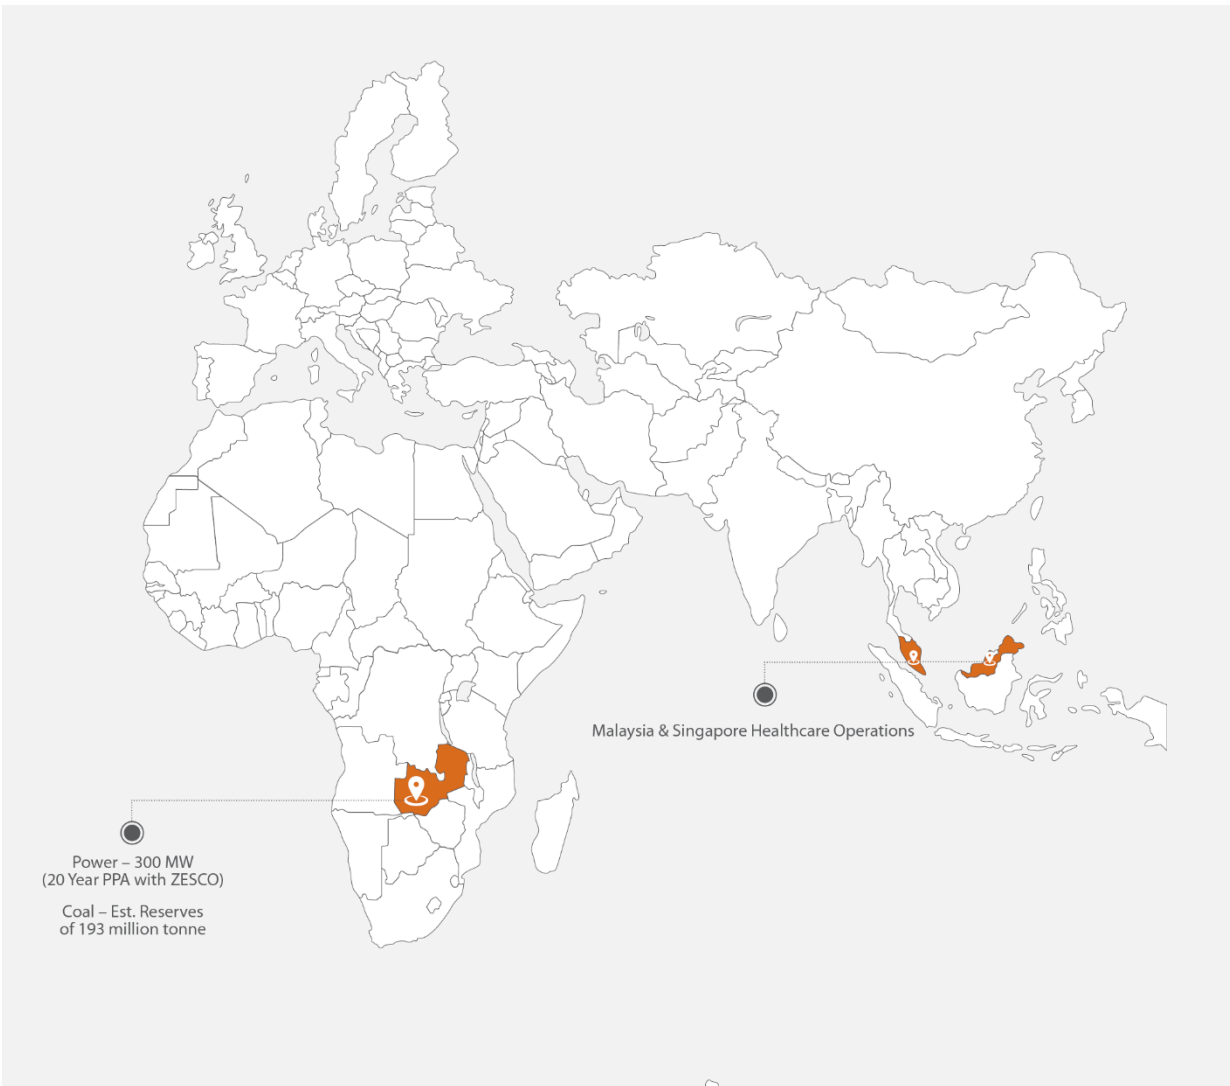 Malaysia & Singapore Healthcare Operations
Power – 300 MW
(20 Year PPA with ZESCO)
Coal – Est. Reserves
of 193 million tonne